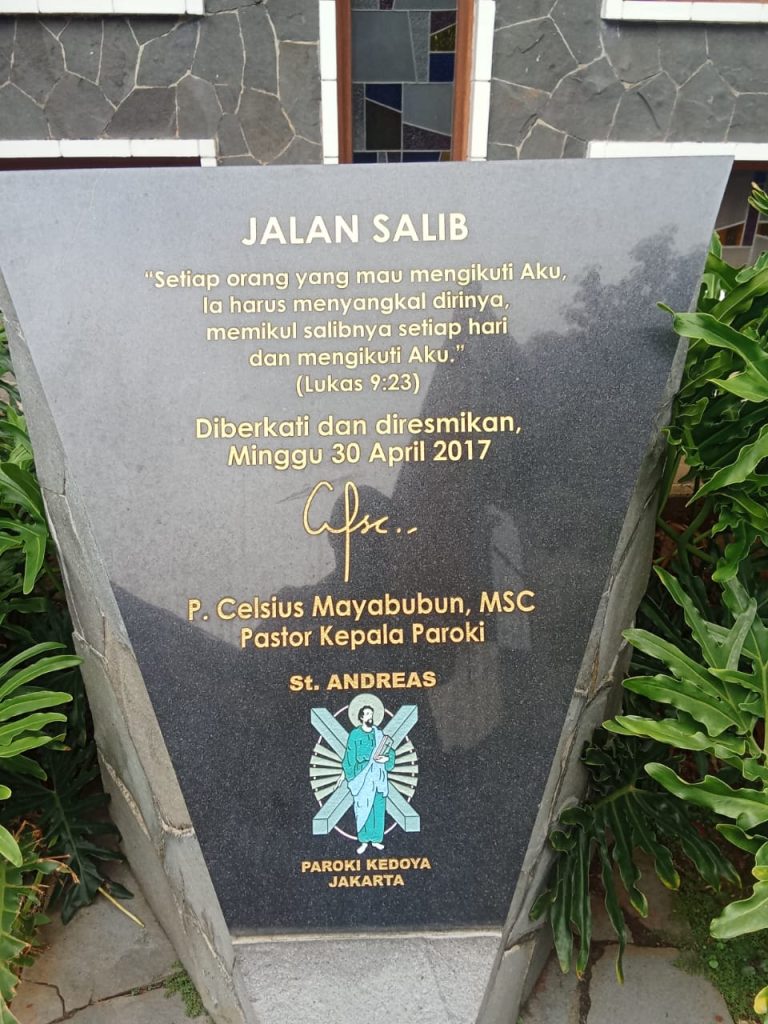 JALAN SALIB
“Setiap orang yang mau mengikuti Aku,
Ia harus menyangkal dirinya,
memikul salibnya setiap hari
dan mengikuti Aku.”
(Lukas 9:23)
Diberkati dan diresmikan,
Minggu 30 April 2017
P. Celsius Mayabubun, MSC
Pastor Kepala Paroki
St. ANDREAS
PAROKI KEDOYA
JAKARTA